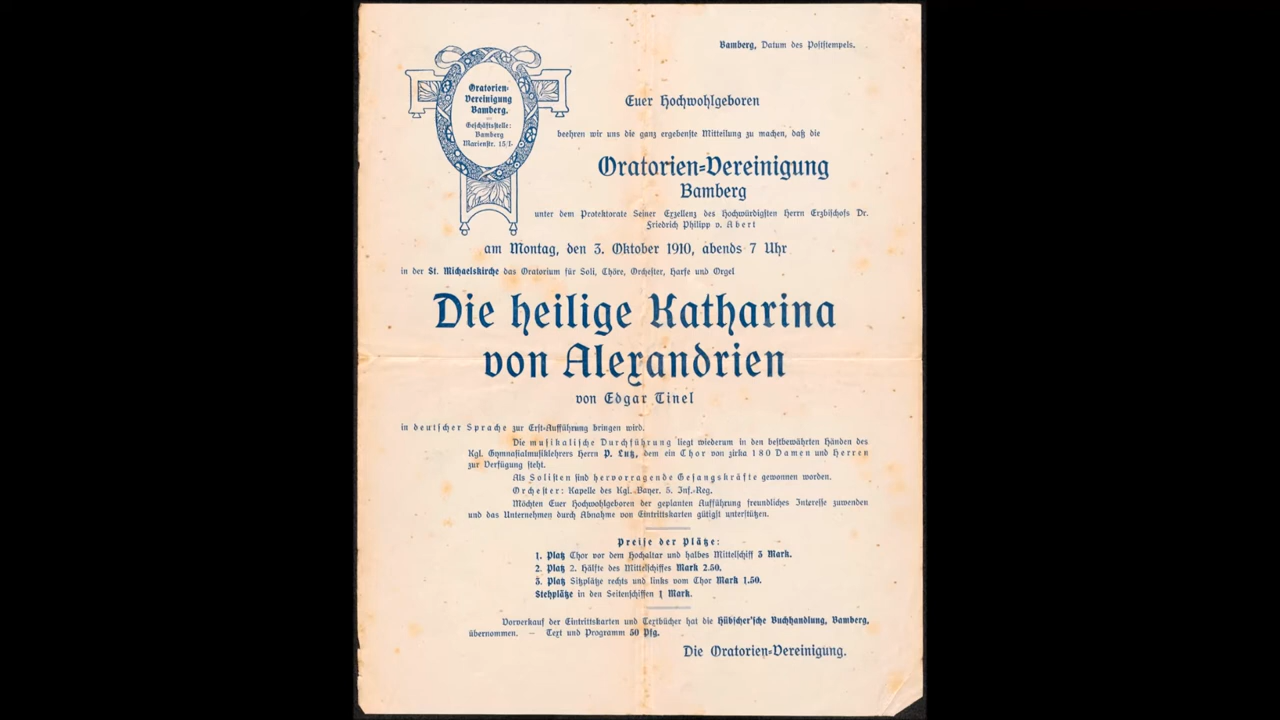 Bamberg, Datum des Poststempels.
Oratorien-
Vereinigung
Bamberg.
Geschäftsstelle:
Bamberg
Marienstr. 15/I.
Euer Hochwohlgeboren
beehren wir uns die ganz ergebenste Mitteilung zu machen, daß die
Oratorien-Vereinigung
Bamberg
unter dem Protektorate Seiner Exzellenz des Hochwürdigsten Herrn Erzbischofs Dr.
Friedrich Philipp v. Abert
am Montag, den 3. Oktober 1910, abends 7 Uhr
in der St. Michaelskirche das Oratorium für Soli, Chöre, Orchester, Harfe und Orgel
Die heilige Katharina
von Alexandrien
von Edgar Tinel
in deutscher Sprache zur Erst-Aufführung bringen wird.
Die musikalische Durchführung liegt wiederum in den bestbewährten Händen des
Kgl. Gymnasialmusiklehrers Herrn P. Lutz, dem ein Chor von zirka 180 Damen und Herren
zur Verfügung steht.
Als Solisten sind hervorragende Gesangskräfte gewonnen worden.
Orchester: Kapelle des Kgl. Bayer. 5. Inf.-Reg.
Möchten Euer Hochwohlgeboren der geplanten Aufführung freundliches Interesse zuwenden
und das Unternehmen durch Abnahme von Eintrittskarten gütigst unterstützen.
Preise der Plätze:
1. Platz Chor vor dem Hochaltar und halbes Mittelschiff 3 Mark.
2. Platz 2. Hälfte des Mittelschiffes Mark 2.50.
3. Platz Sitzplätze rechts und links vom Chor Mark 1.50.
Stehplätze in den Seitenschiffen 1 Mark.
Vorverkauf der Eintrittskarten und Textbücher hat die Hübscher'sche Buchhandlung, Bamberg,
übernommen. — Text und Programm 50 Pfg.
Die Oratorien-Vereinigung.